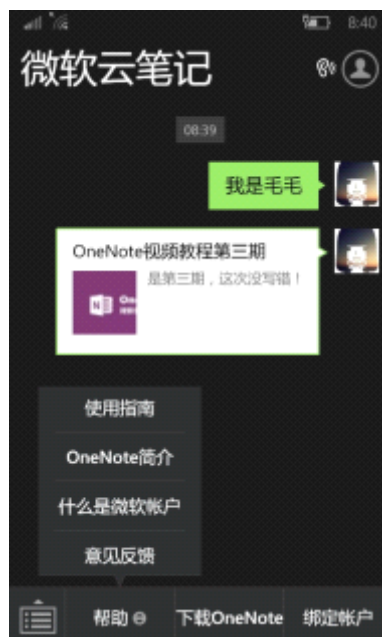 8:40
微软云笔记
08:39
我是毛毛
OneNote视频教程第三期
是第三期，这次没写错！
使用指南
OneNote简介
什么是微软帐户
意见反馈
帮助
下载OneNote
绑定帐户